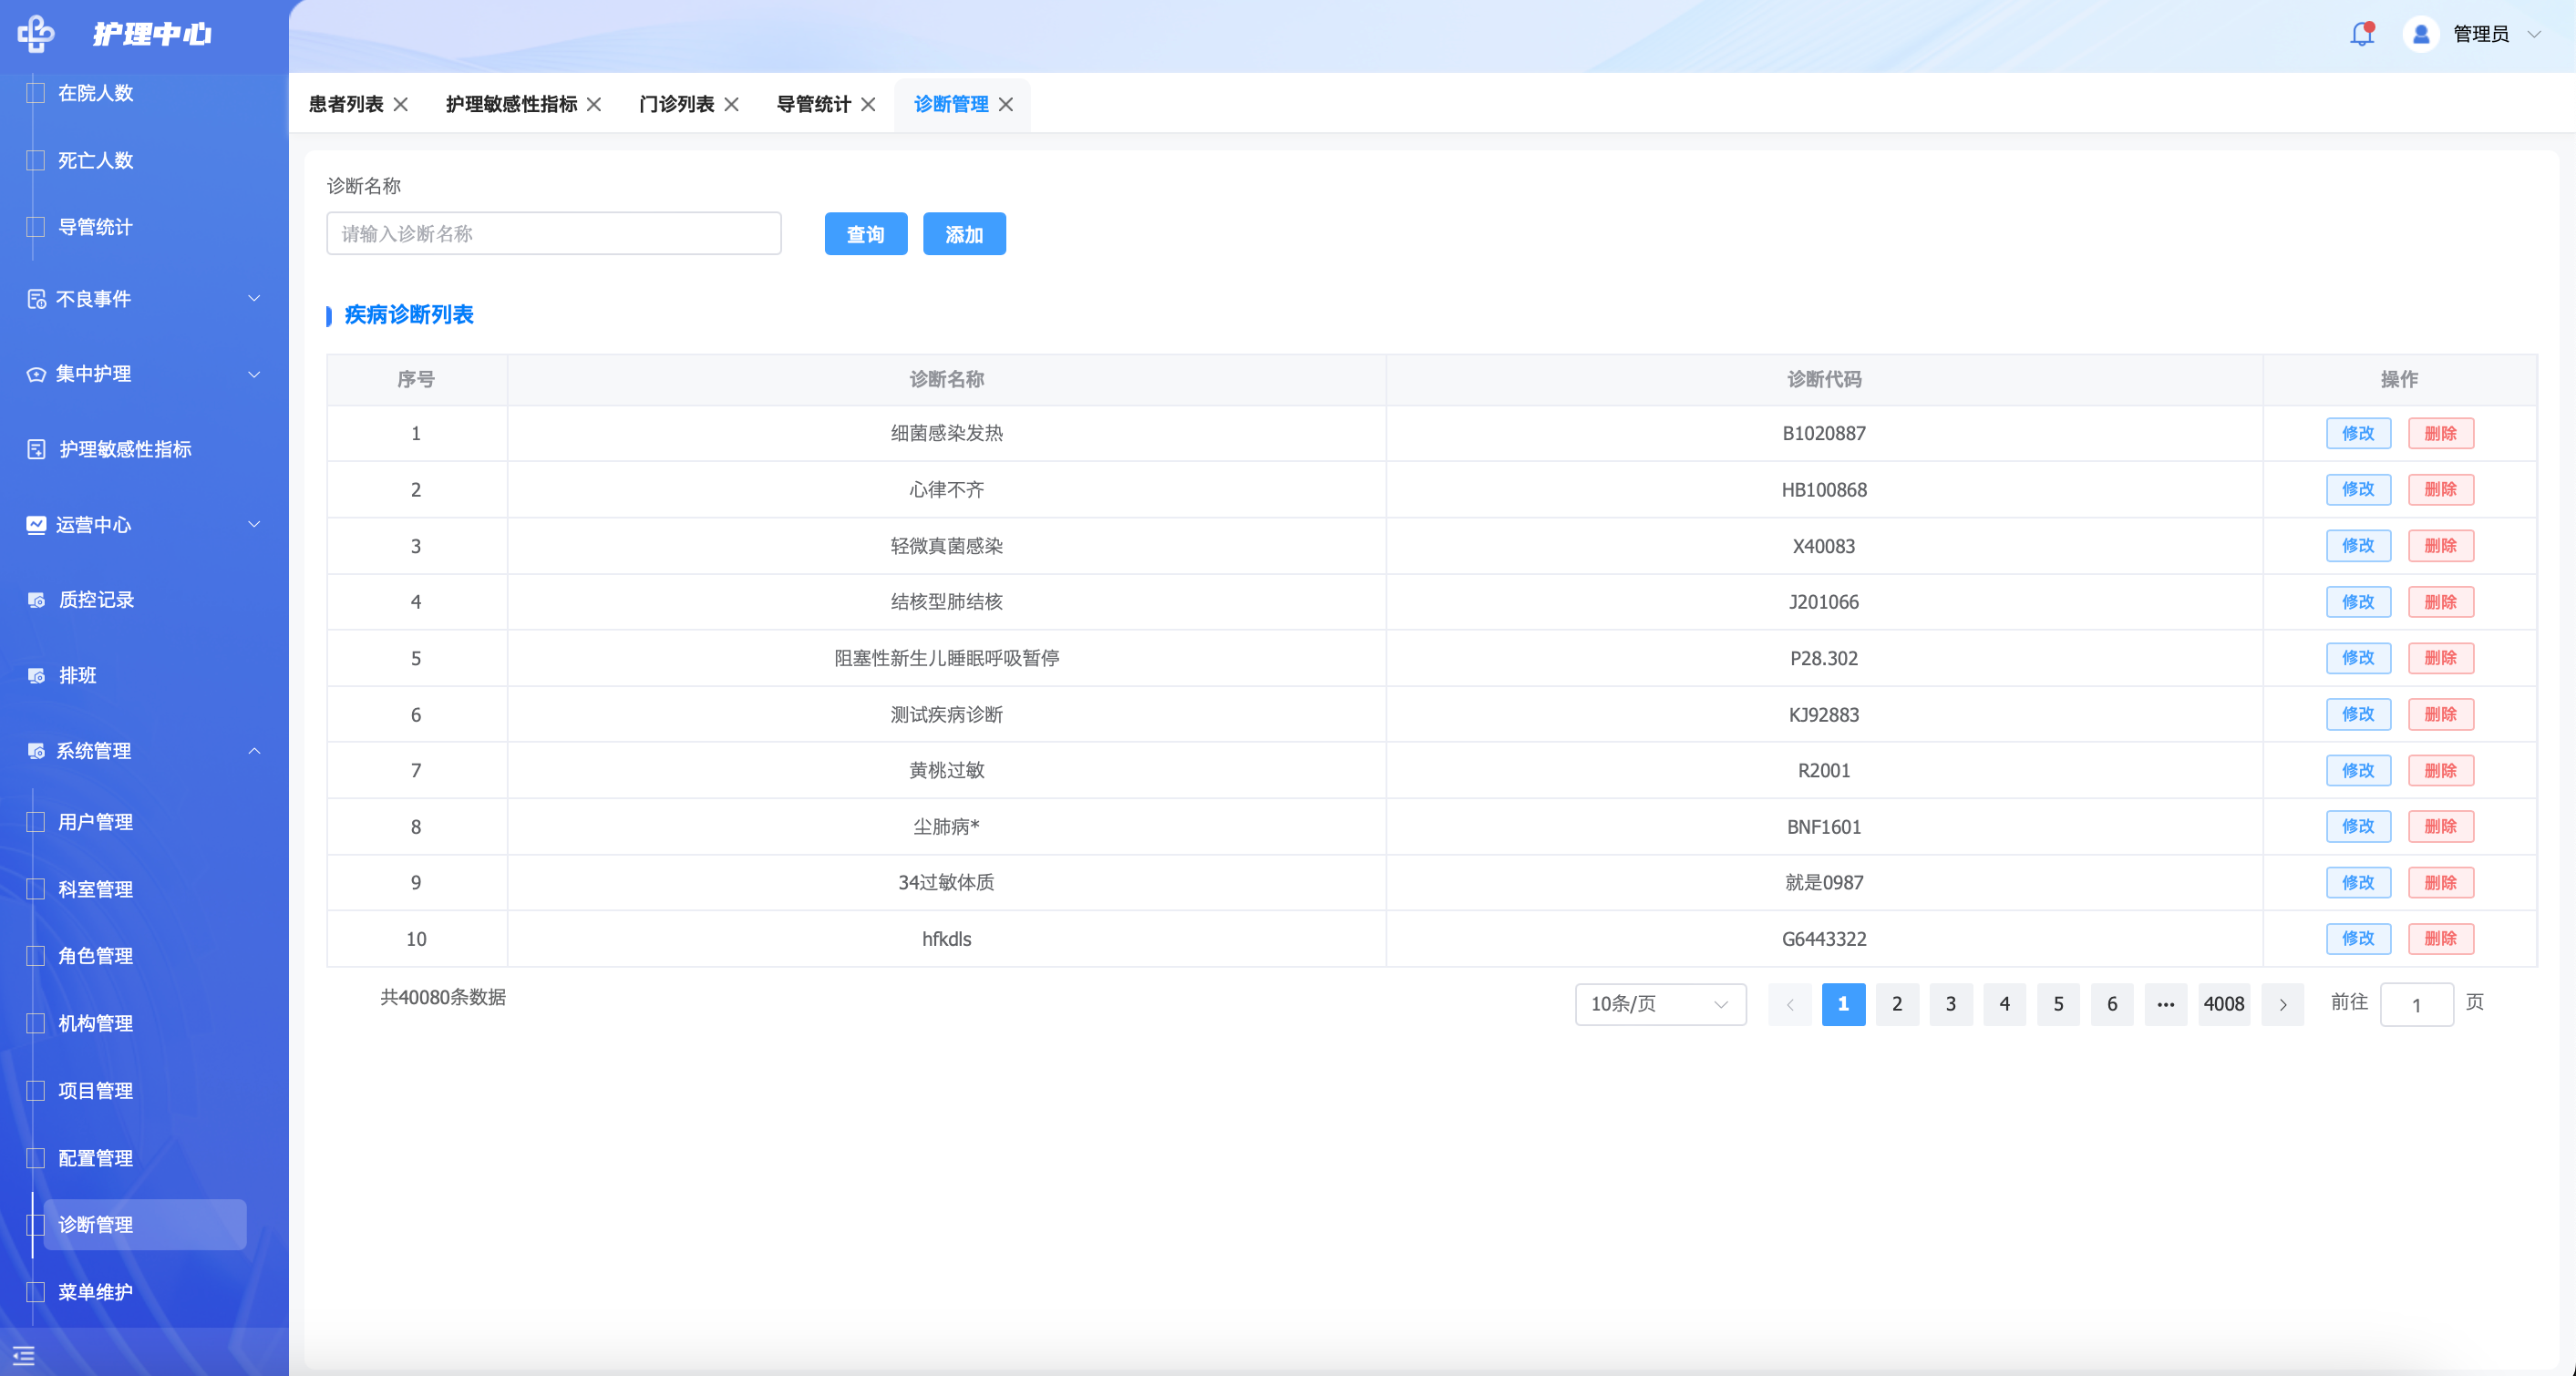 护理中心
管理员
在院人数
死亡人数
导管统计
不良事件
集中护理
护理敏感性指标
运营中心
质控记录
排班
系统管理
用户管理
科室管理
角色管理
机构管理
项目管理
配置管理
诊断管理
菜单维护
患者列表 护理敏感性指标 门诊列表 导管统计 诊断管理
诊断名称
请输入诊断名称 查询 添加
疾病诊断列表
序号 诊断名称 诊断代码 操作
1 细菌感染发热 B1020887 修改 删除
2 心律不齐 HB100868 修改 删除
3 轻微真菌感染 X40083 修改 删除
4 结核型肺结核 J201066 修改 删除
5 阻塞性新生儿睡眠呼吸暂停 P28.302 修改 删除
6 测试疾病诊断 KJ92883 修改 删除
7 黄桃过敏 R2001 修改 删除
8 尘肺病* BNF1601 修改 删除
9 34过敏体质 就是0987 修改 删除
10 hfkdls G6443322 修改 删除
共40080条数据 10条/页 1 2 3 4 5 6 ••• 4008 前往 1 页